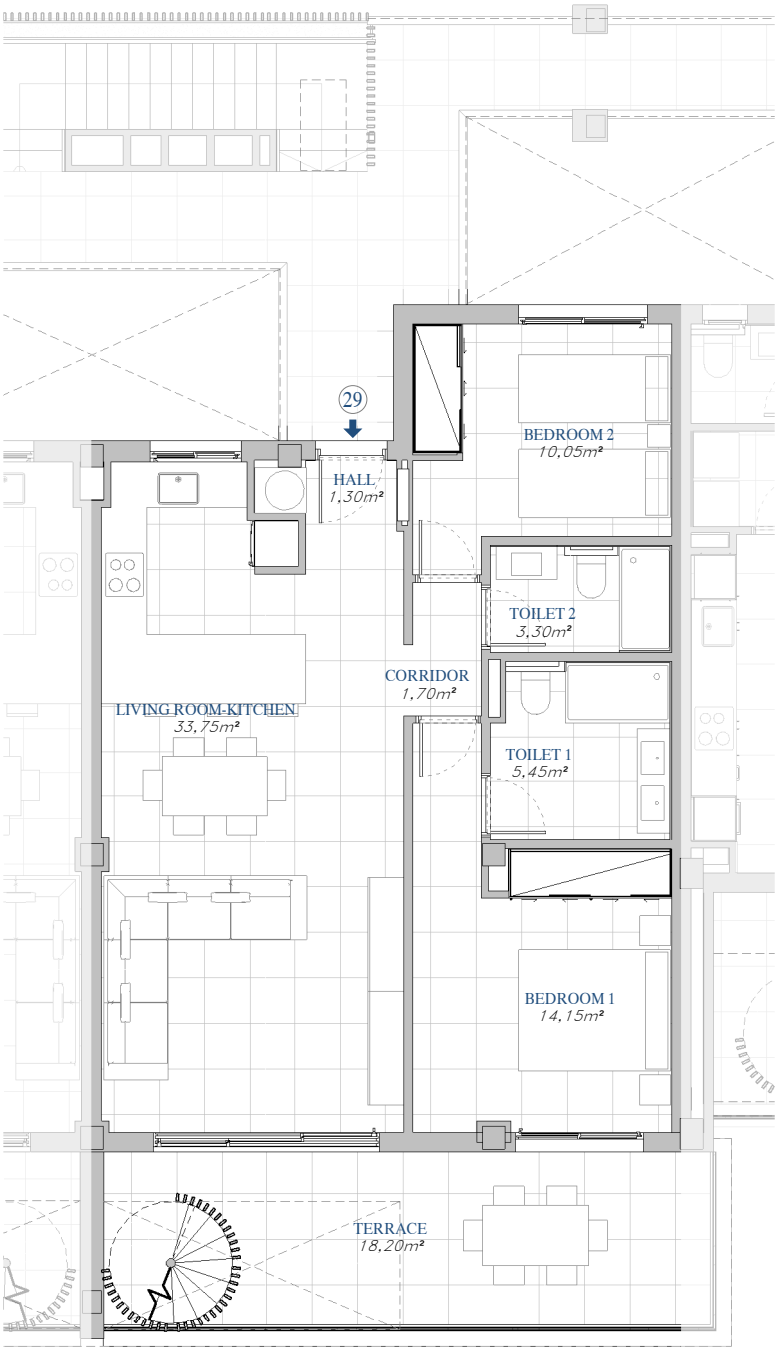 29
HALL
1,30m²
BEDROOM 2
10,05m²
TOILET 2
3,30m²
CORRIDOR
1,70m²
LIVING ROOM-KITCHEN
33,75m²
TOILET 1
5,45m²
BEDROOM 1
14,15m²
TERRACE
18,20m²